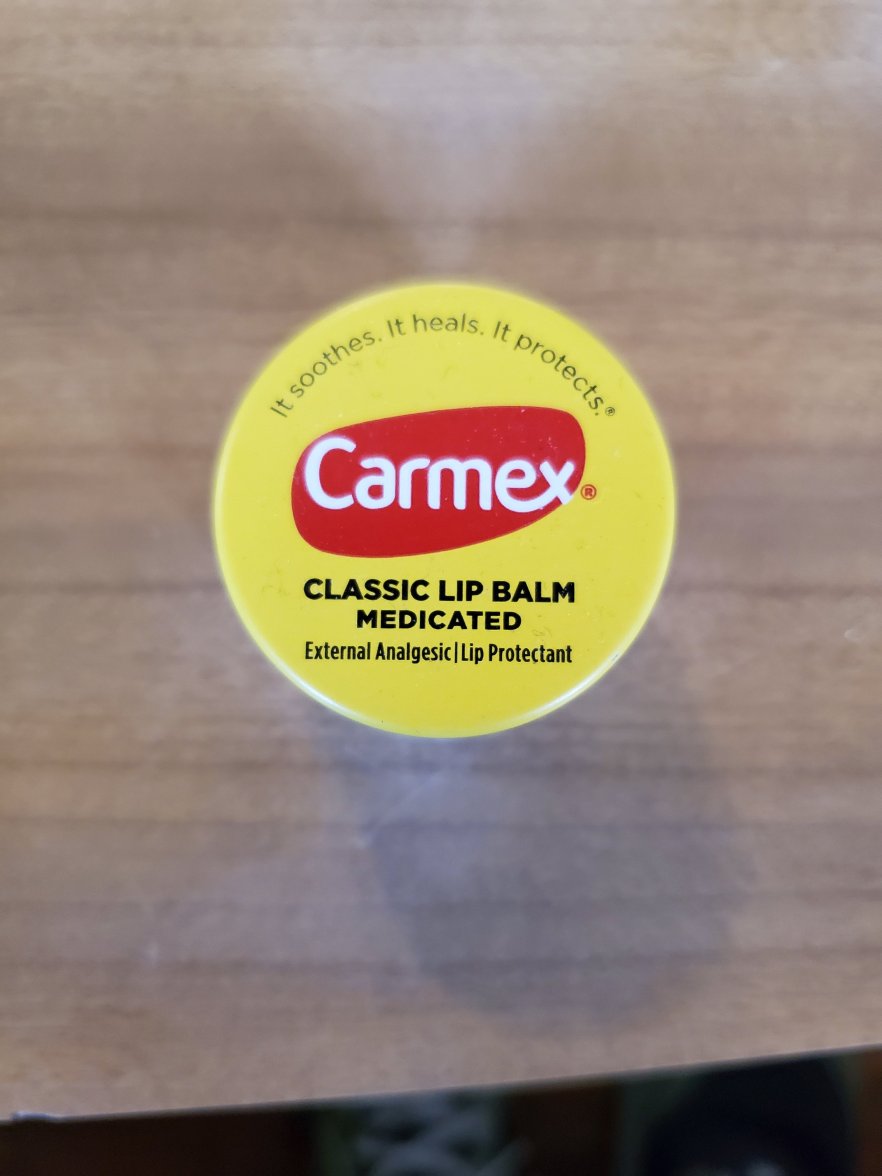 It soothes. It heals. It protects.®
Carmex®
CLASSIC LIP BALM
MEDICATED
External Analgesic | Lip Protectant